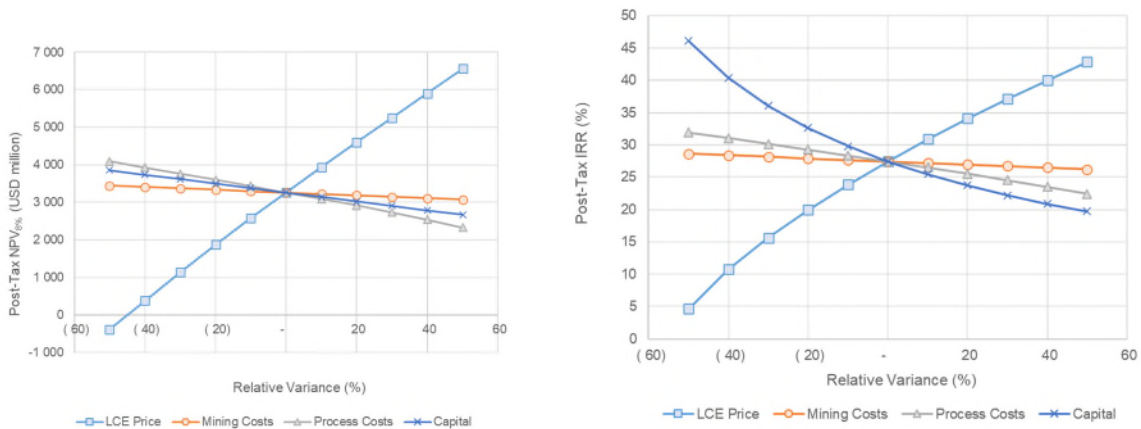 7 000
6 000
5 000
4 000
3 000
2 000
1 000
0
-1 000
Post-Tax NPV8% (USD million)
( 60) ( 40) ( 20) - 20 40 60
Relative Variance (%)
LCE Price Mining Costs Process Costs Capital
50
45
40
35
30
25
20
15
10
5
0
Post-Tax IRR (%)
( 60) ( 40) ( 20) - 20 40 60
Relative Variance (%)
LCE Price Mining Costs Process Costs Capital